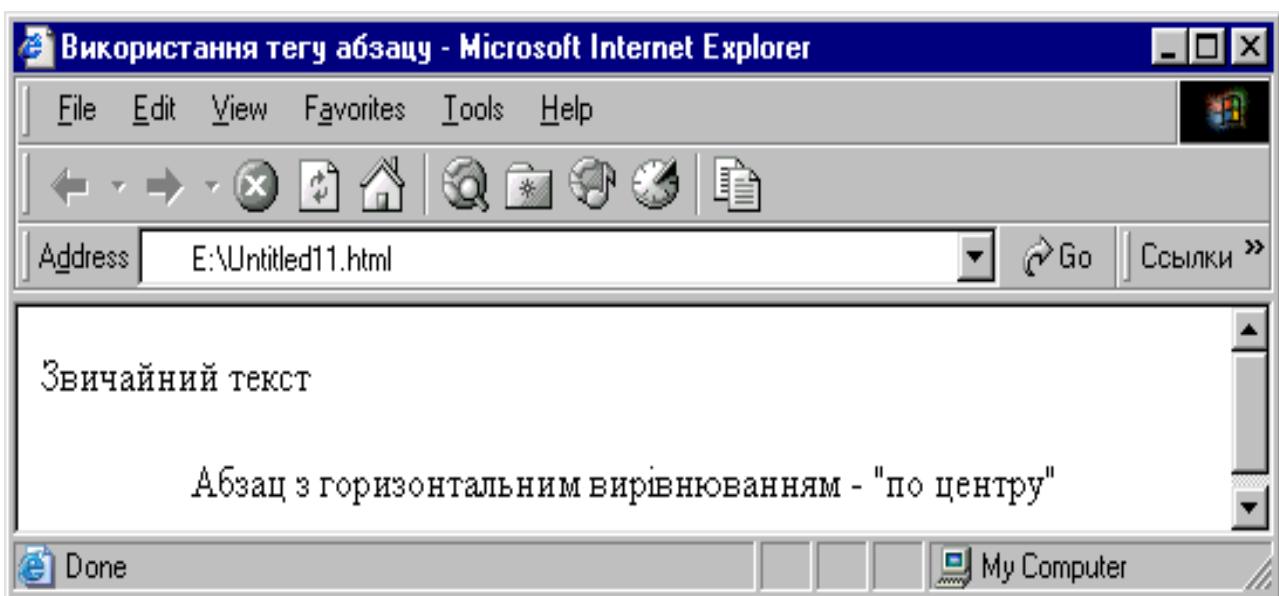 Використання тегу абзацу - Microsoft Internet Explorer
File Edit View Favorites Tools Help
Address E:\Untitled11.html Go Ссылки »
Звичайний текст
Абзац з горизонтальним вирівнюванням - "по центру"
Done My Computer